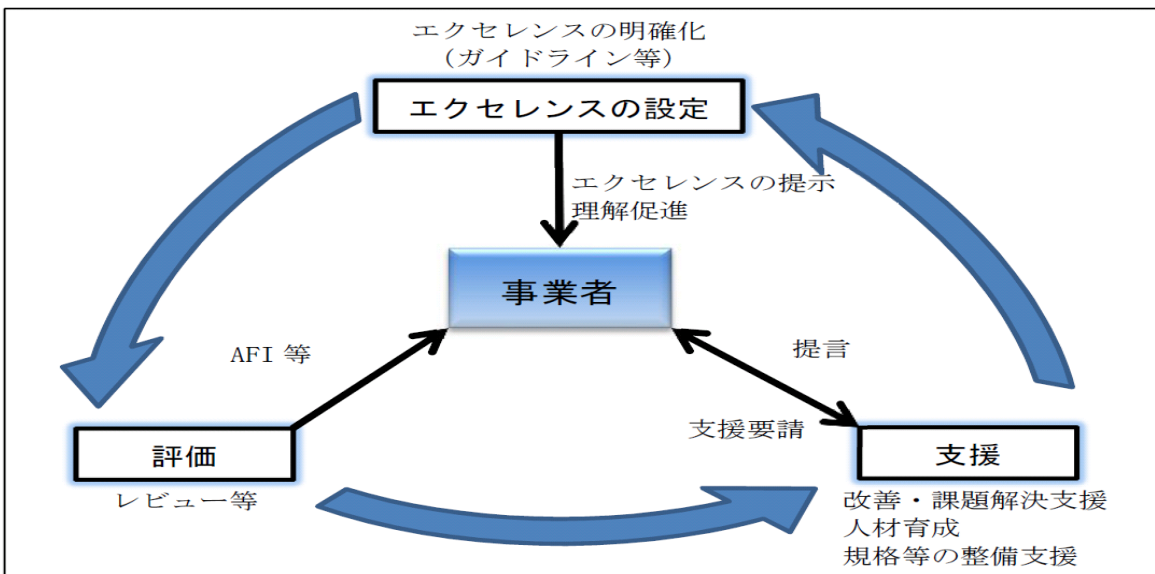 エクセレンスの明確化
（ガイドライン等）
エクセレンスの設定
エクセレンスの提示
理解促進
事業者
AFI 等
提言
支援要請
評価
レビュー等
支援
改善・課題解決支援
人材育成
規格等の整備支援